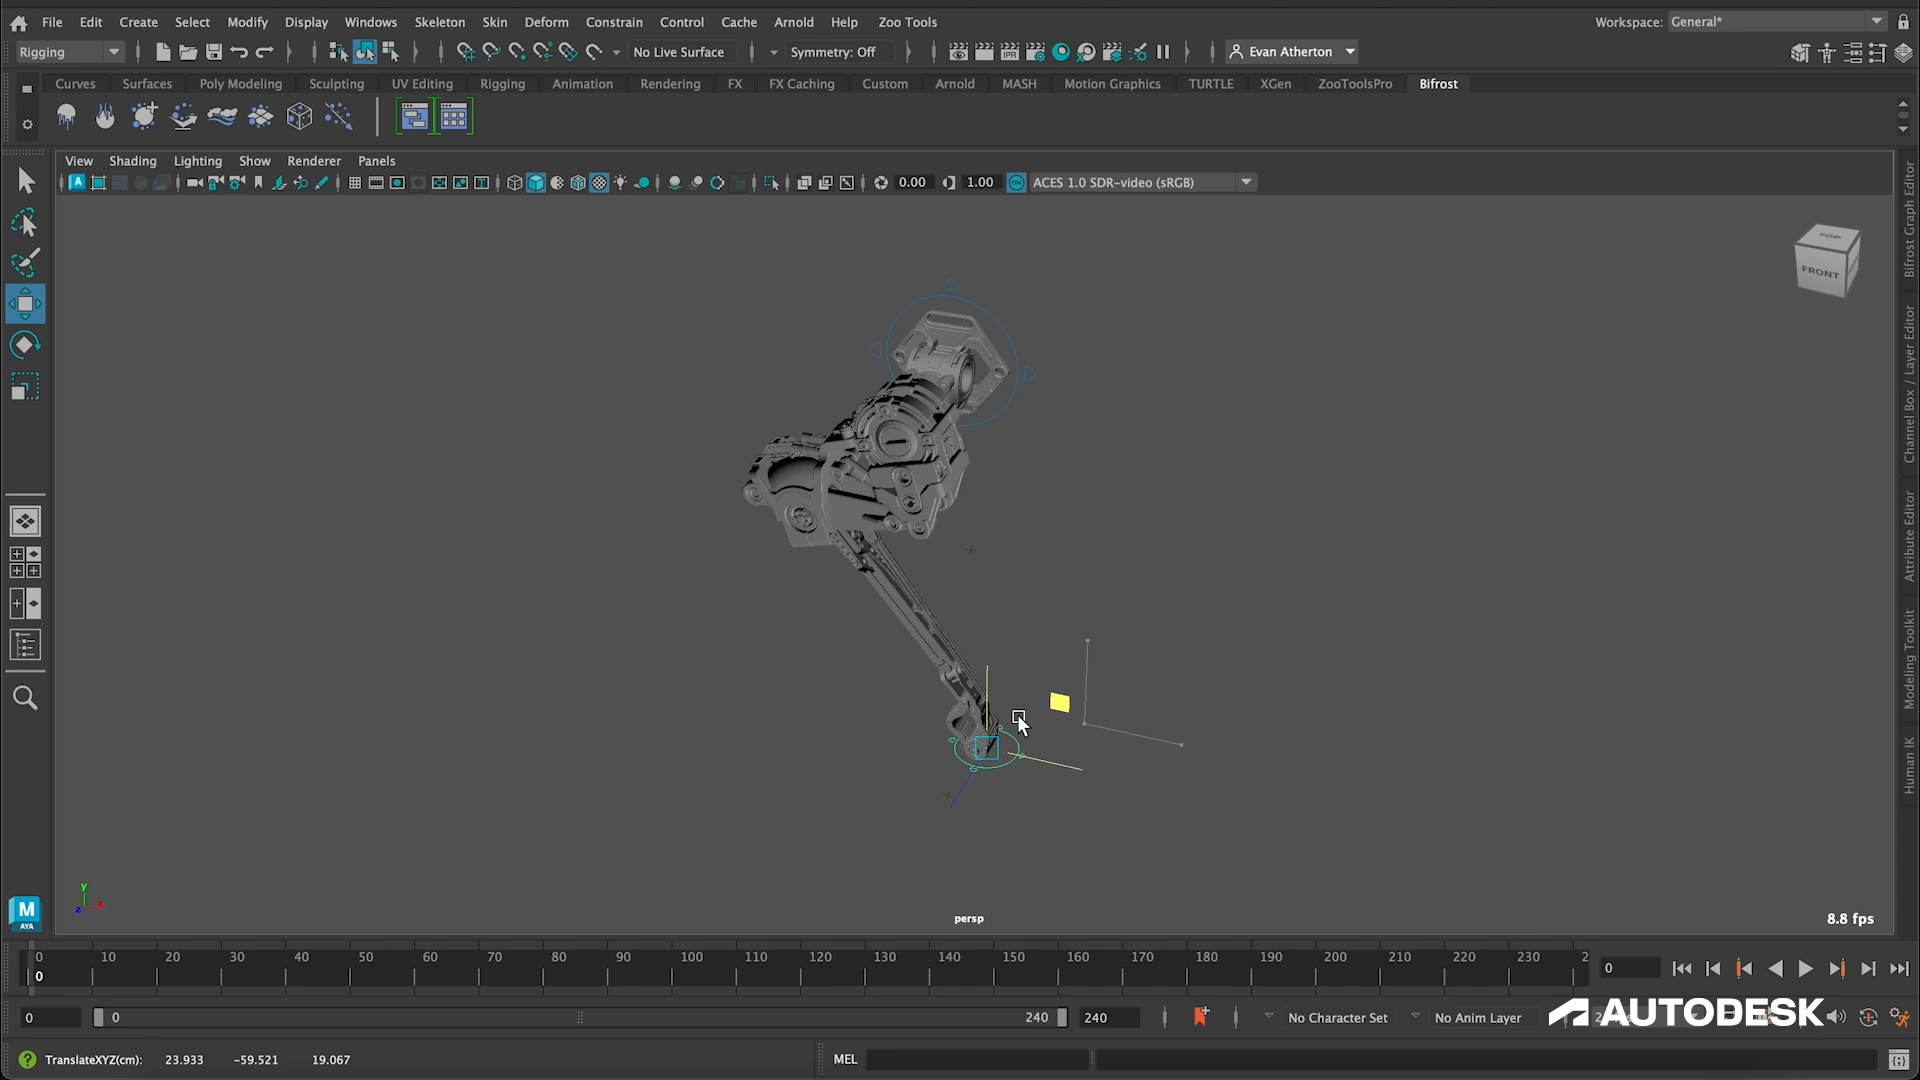 File Edit Create Select Modify Display Windows Skeleton Skin Deform Constrain Control Cache Arnold Help Zoo Tools Workspace: General*
Rigging No Live Surface Symmetry: Off IPR Evan Atherton
Curves Surfaces Poly Modeling Sculpting UV Editing Rigging Animation Rendering FX FX Caching Custom Arnold MASH Motion Graphics TURTLE XGen ZooToolsPro Bifrost
View Shading Lighting Show Renderer Panels
0.00 1.00 ON ACES 1.0 SDR-video (sRGB)
TOP
FRONT
Bifrost Graph Editor
Channel Box / Layer Editor
Attribute Editor
Modeling Toolkit
Human IK
y
z x
M
AYA
persp 8.8 fps
0 10 20 30 40 50 60 70 80 90 100 110 120 130 140 150 160 170 180 190 200 210 220 230 2
0 0
0 0 240 240 No Character Set No Anim Layer
AUTODESK
TranslateXYZ(cm): 23.933 -59.521 19.067 MEL